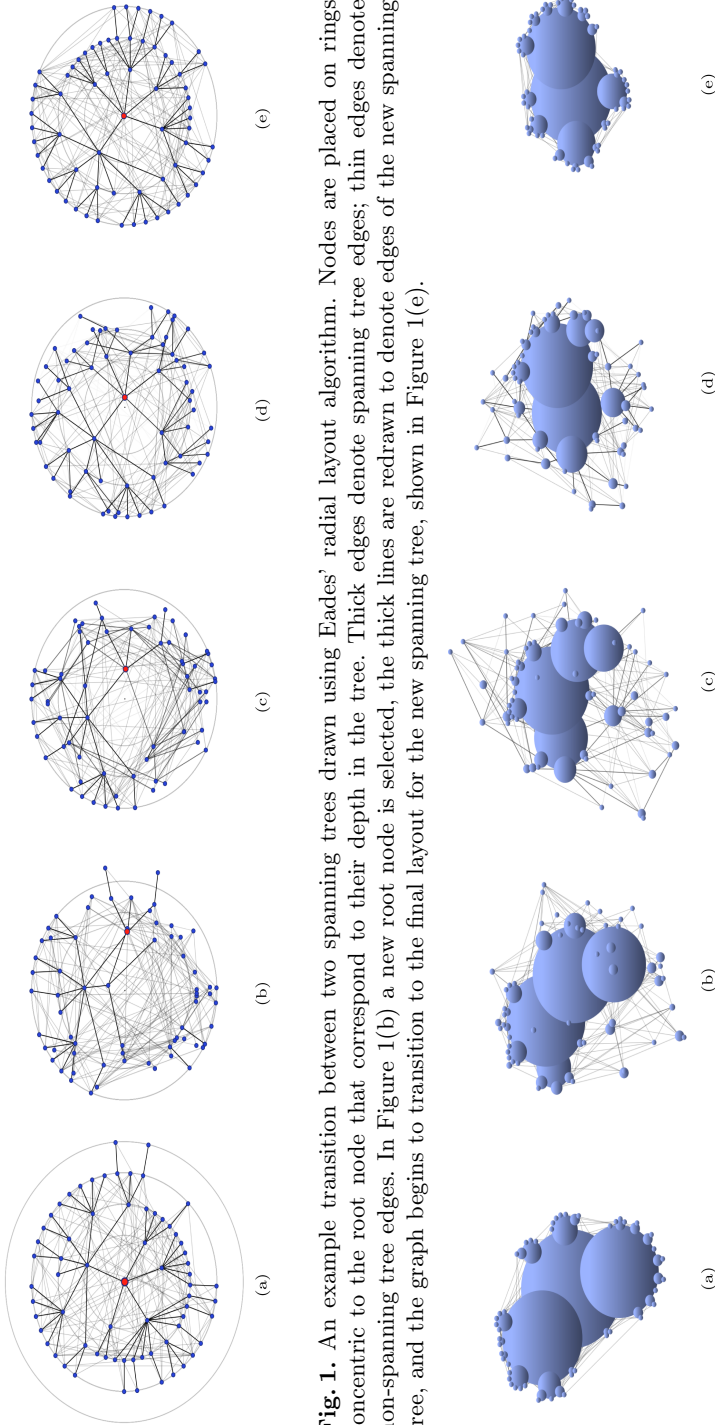 (a) (b) (c) (d) (e)
Fig. 1. An example transition between two spanning trees drawn using Eades' radial layout algorithm. Nodes are placed on rings
oncentric to the root node that correspond to their depth in the tree. Thick edges denote spanning tree edges; thin edges denote
on-spanning tree edges. In Figure 1(b) a new root node is selected, the thick lines are redrawn to denote edges of the new spanning
ree, and the graph begins to transition to the final layout for the new spanning tree, shown in Figure 1(e).
(a) (b) (c) (d) (e)